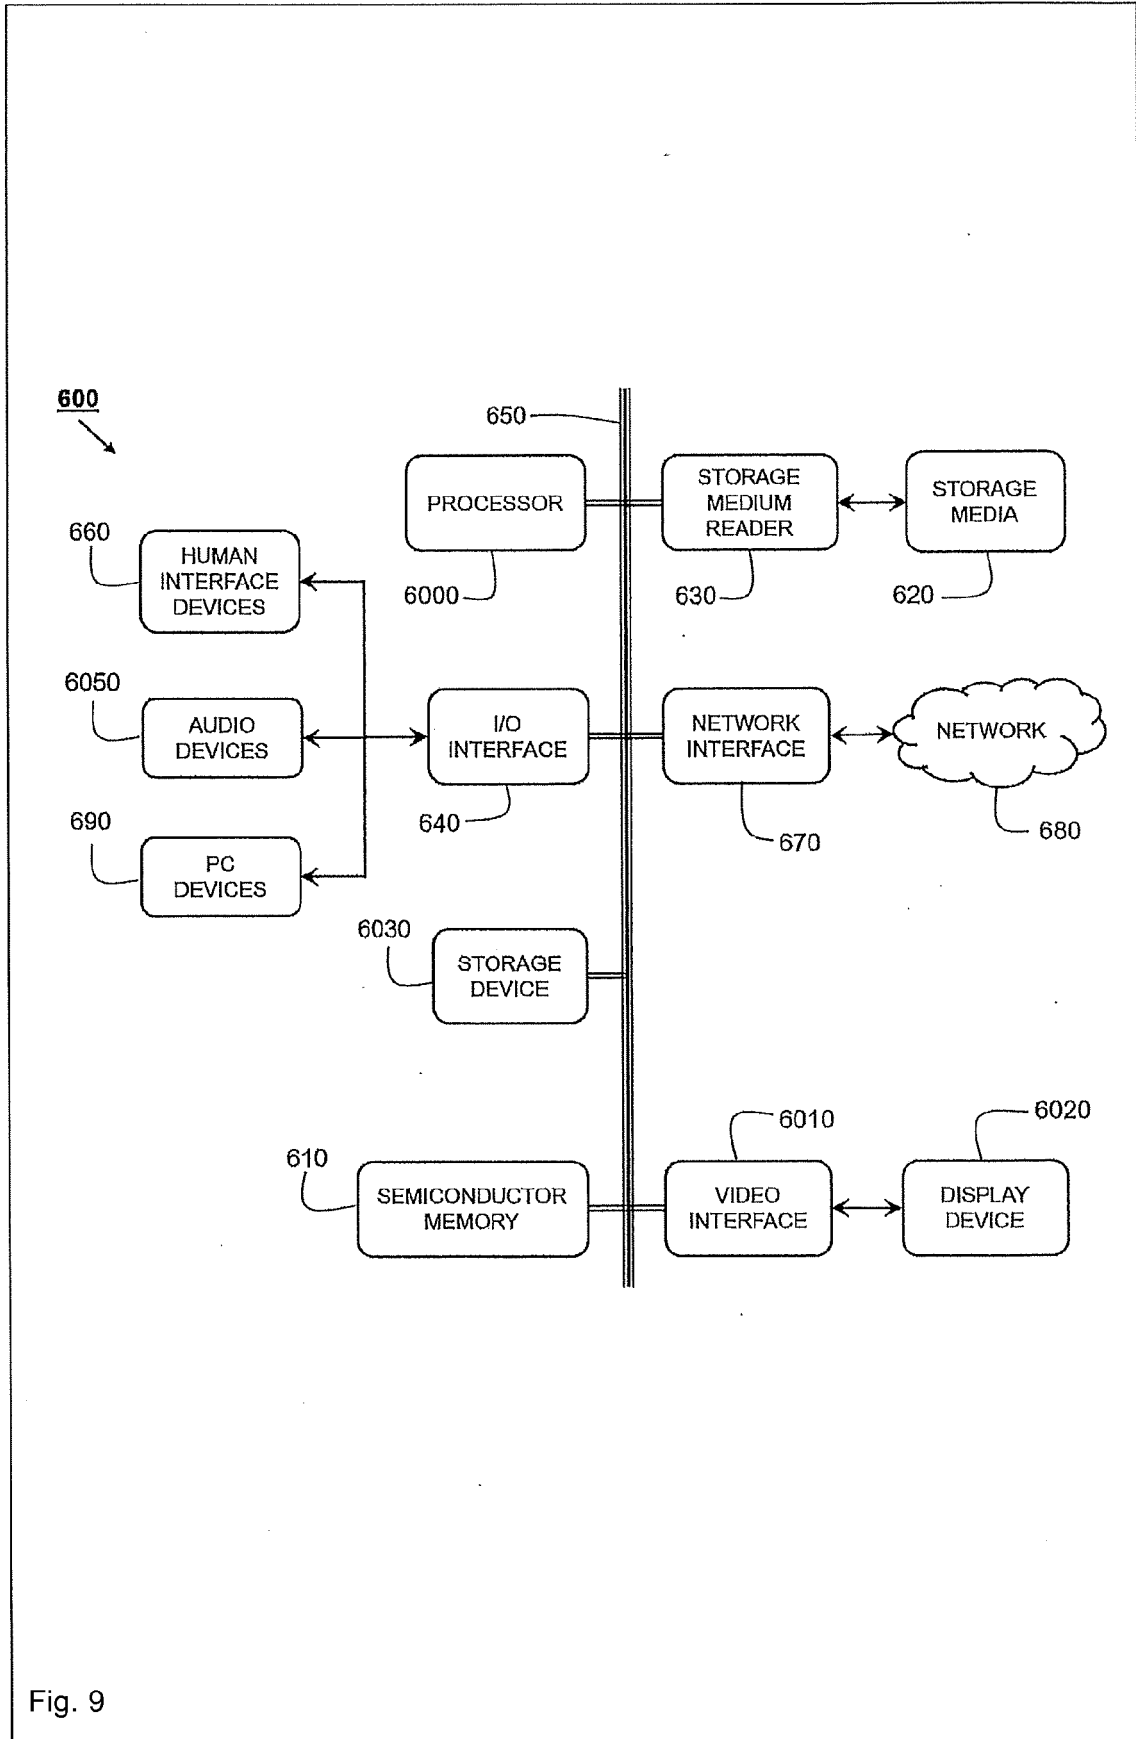 600
650
PROCESSOR
6000
STORAGE
MEDIUM
READER
630
STORAGE
MEDIA
620
660
HUMAN
INTERFACE
DEVICES
6050
AUDIO
DEVICES
690
PC
DEVICES
I/O
INTERFACE
640
NETWORK
INTERFACE
670
NETWORK
680
6030
STORAGE
DEVICE
610
SEMICONDUCTOR
MEMORY
6010
VIDEO
INTERFACE
6020
DISPLAY
DEVICE
Fig. 9